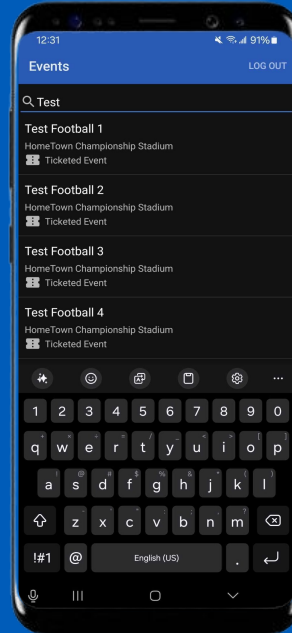 12:31 91%
Events LOG OUT
Test
Test Football 1
HomeTown Championship Stadium
Ticketed Event
Test Football 2
HomeTown Championship Stadium
Ticketed Event
Test Football 3
HomeTown Championship Stadium
Ticketed Event
Test Football 4
HomeTown Championship Stadium
Ticketed Event
1 2 3 4 5 6 7 8 9 0
q w e r t y u i o p
a s d f g h j k l
z x c v b n m
!#1 @ English (US) .